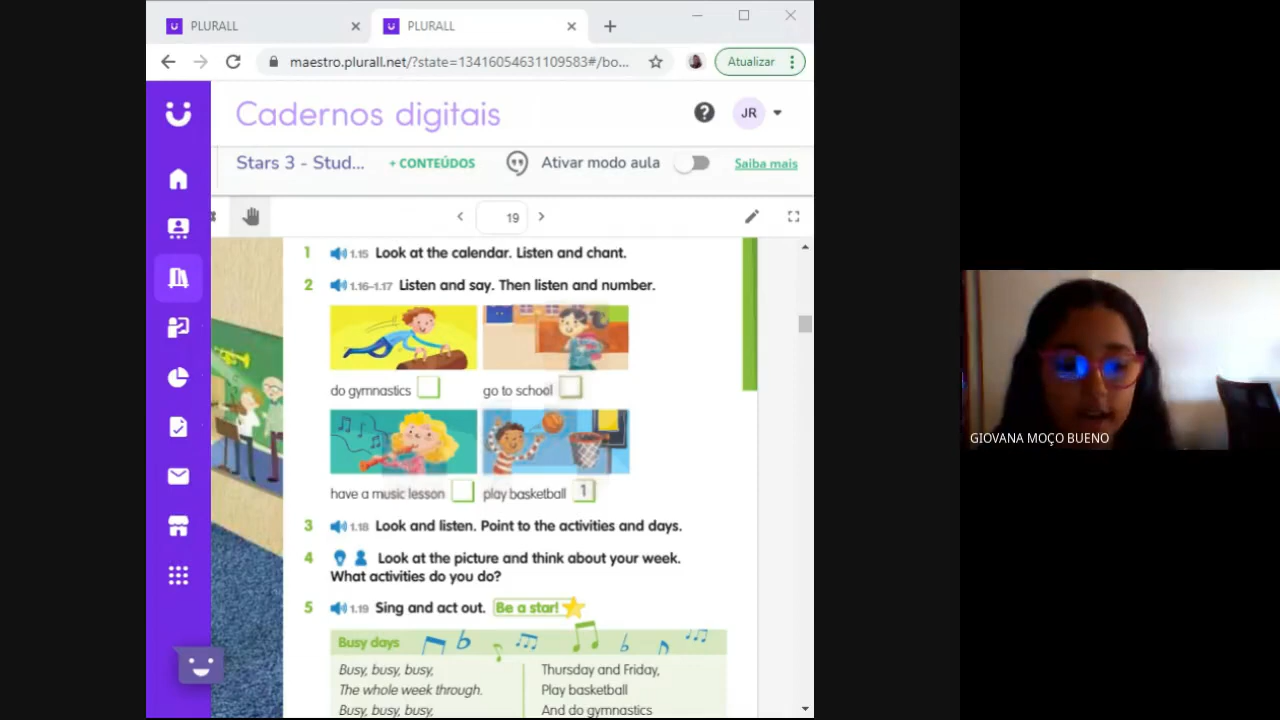 PLURALL
PLURALL
maestro.plurall.net/?state=13416054631109583#/bo...
Atualizar
Cadernos digitais
JR
Stars 3 - Stud...
+ CONTEÚDOS
Ativar modo aula
Saiba mais
19
1 1.15 Look at the calendar. Listen and chant.
2 1.16–1.17 Listen and say. Then listen and number.
do gymnastics
go to school
have a music lesson
play basketball 1
3 1.18 Look and listen. Point to the activities and days.
4 Look at the picture and think about your week.
What activities do you do?
5 1.19 Sing and act out. Be a star!
Busy days
Busy, busy, busy,
The whole week through.
Busy, busy, busy,
Thursday and Friday,
Play basketball
And do gymnastics
GIOVANA MOÇO BUENO